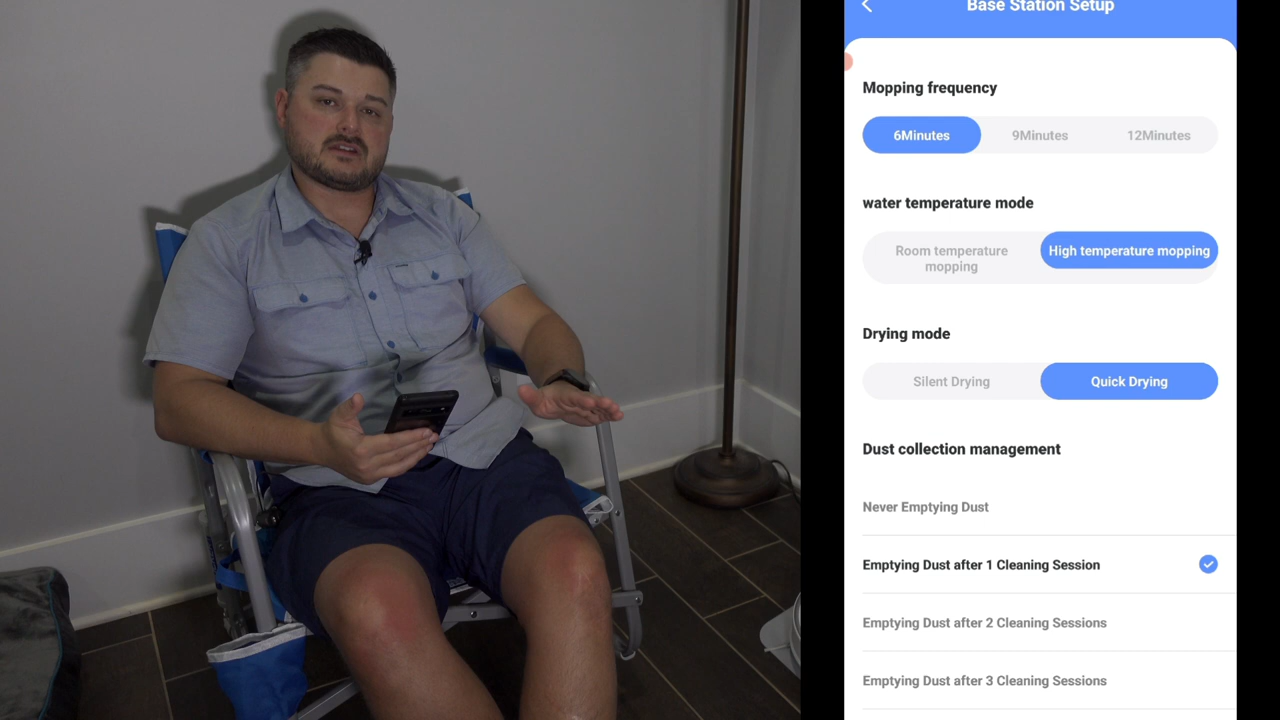 Base Station Setup
Mopping frequency
6Minutes 9Minutes 12Minutes
water temperature mode
Room temperature
mopping
High temperature mopping
Drying mode
Silent Drying Quick Drying
Dust collection management
Never Emptying Dust
Emptying Dust after 1 Cleaning Session
Emptying Dust after 2 Cleaning Sessions
Emptying Dust after 3 Cleaning Sessions